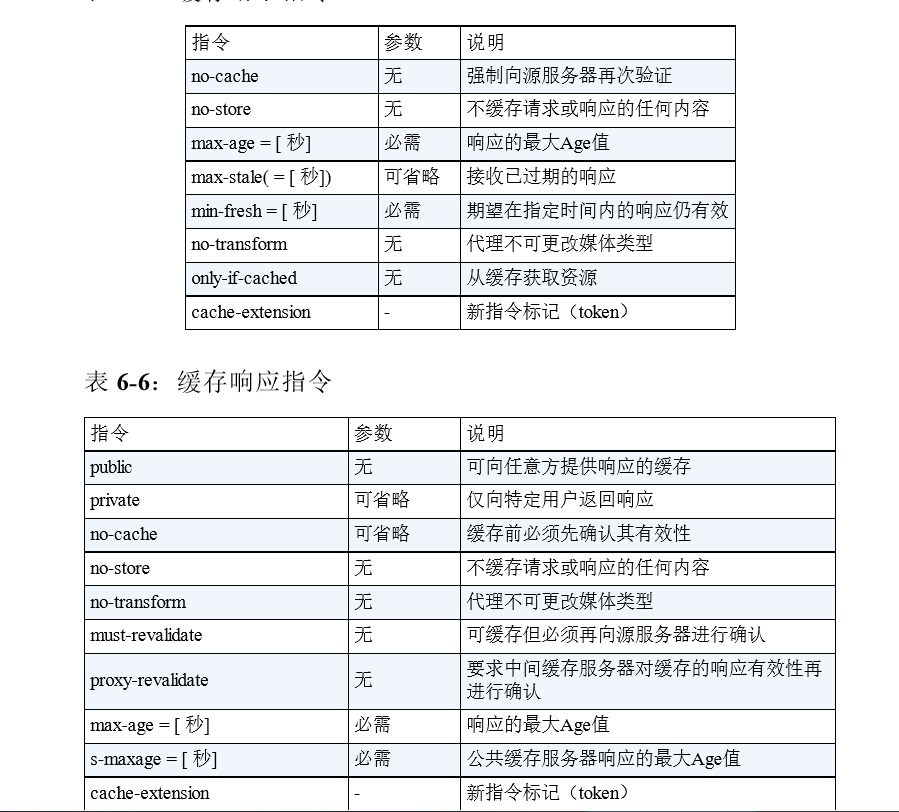 指令 参数 说明
no-cache 无 强制向源服务器再次验证
no-store 无 不缓存请求或响应的任何内容
max-age = [ 秒] 必需 响应的最大Age值
max-stale( = [ 秒]) 可省略 接收已过期的响应
min-fresh = [ 秒] 必需 期望在指定时间内的响应仍有效
no-transform 无 代理不可更改媒体类型
only-if-cached 无 从缓存获取资源
cache-extension - 新指令标记（token）
表 6-6：缓存响应指令
指令 参数 说明
public 无 可向任意方提供响应的缓存
private 可省略 仅向特定用户返回响应
no-cache 可省略 缓存前必须先确认其有效性
no-store 无 不缓存请求或响应的任何内容
no-transform 无 代理不可更改媒体类型
must-revalidate 无 可缓存但必须再向源服务器进行确认
proxy-revalidate 无 要求中间缓存服务器对缓存的响应有效性再
进行确认
max-age = [ 秒] 必需 响应的最大Age值
s-maxage = [ 秒] 必需 公共缓存服务器响应的最大Age值
cache-extension - 新指令标记（token）